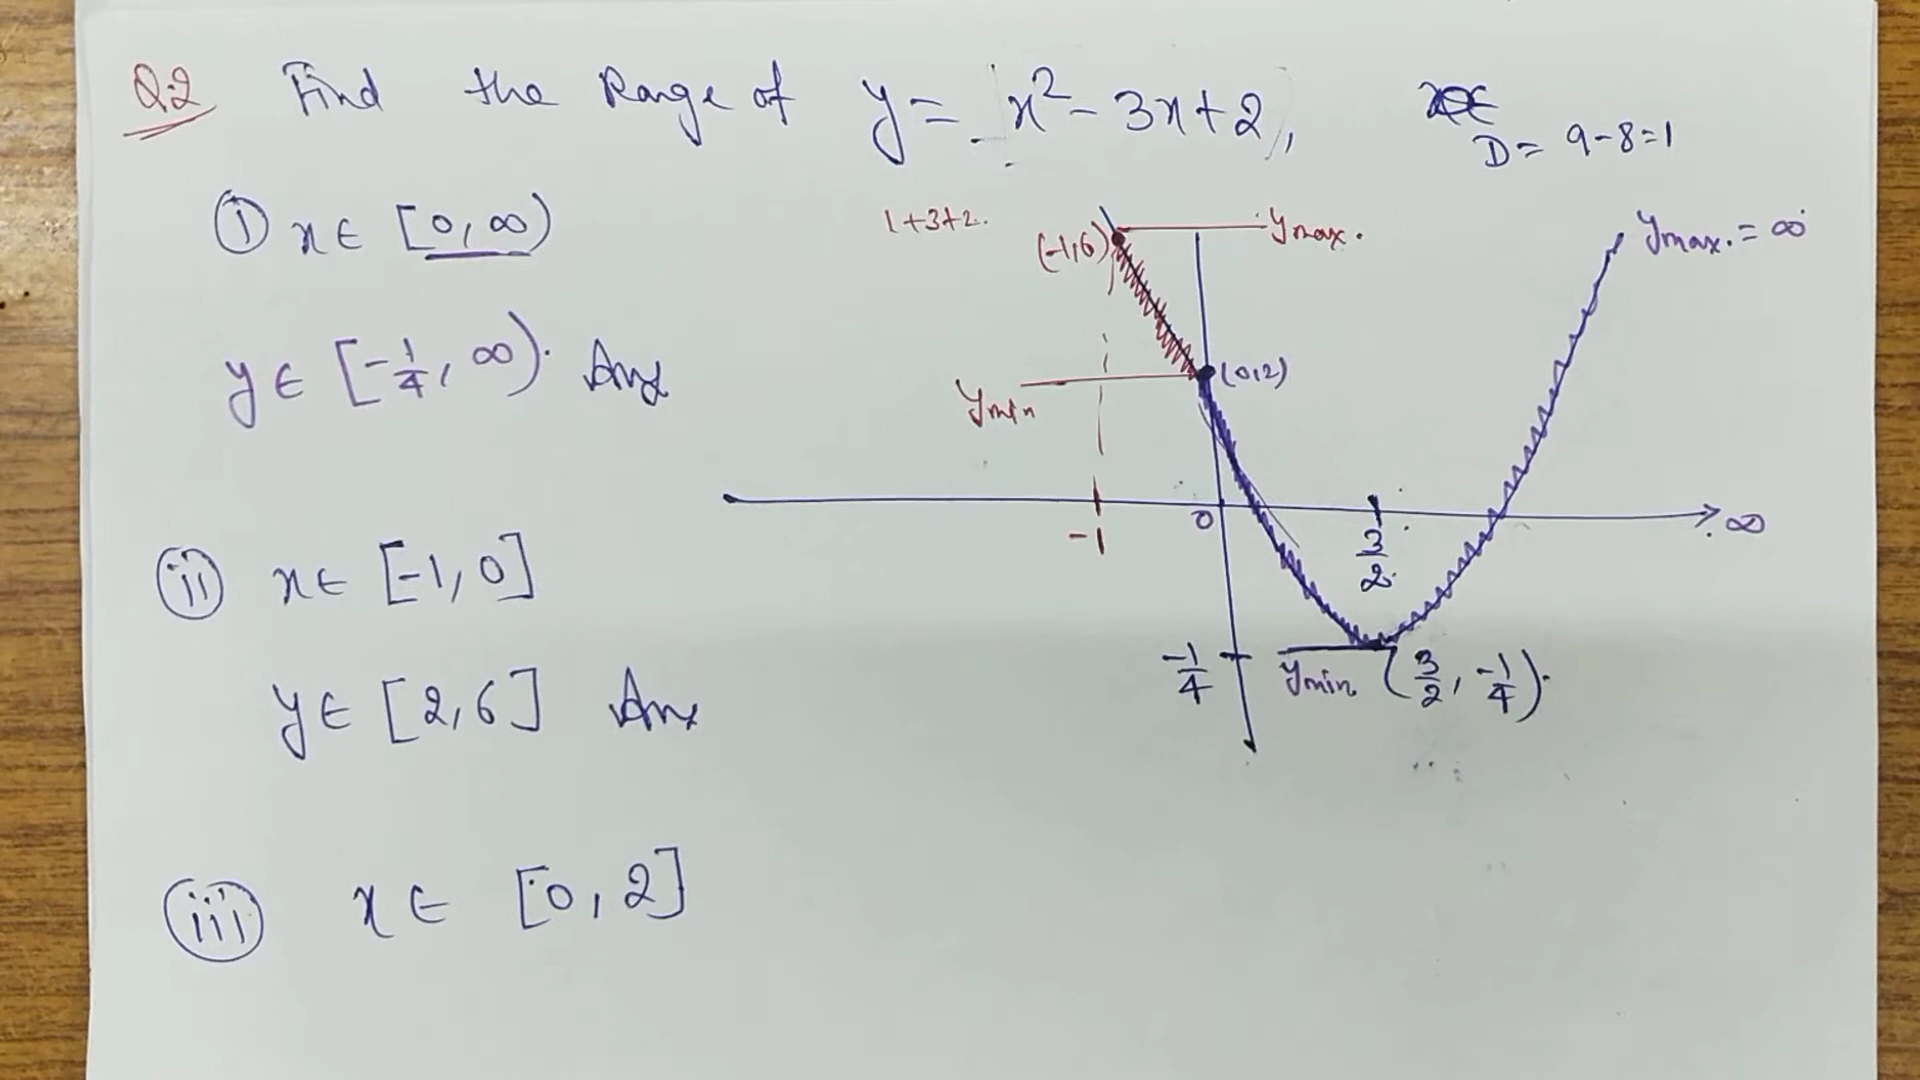 Q.2 Find the Range of y = x² - 3x + 2,
D = 9 - 8 = 1
(i) x ∈ [0, ∞)
1+3+2.
(-1,6)
ymax.
ymax. = ∞
y ∈ [-1/4, ∞). Ans
(0,2)
ymin
0
-1
3/2
∞
(ii) x ∈ [-1, 0]
-1/4
ymin (3/2, -1/4).
y ∈ [2,6] Ans
(iii) x ∈ [0, 2]